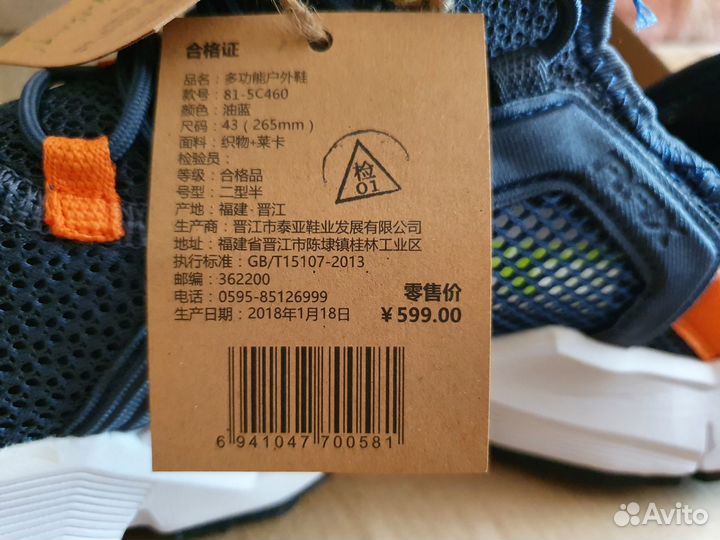 合格证
品名：多功能户外鞋
款号：81-5C460
颜色：油蓝
尺码：43（265mm）
面料：织物+莱卡
检验员：
等级：合格品
号型：二型半
产地：福建·晋江
生产商：晋江市泰亚鞋业发展有限公司
地址：福建省晋江市陈埭镇桂林工业区
执行标准：GB/T15107-2013
邮编：362200
电话：0595-85126999
生产日期：2018年1月18日
检
01
零售价
￥599.00
6 941047 700581
Avito